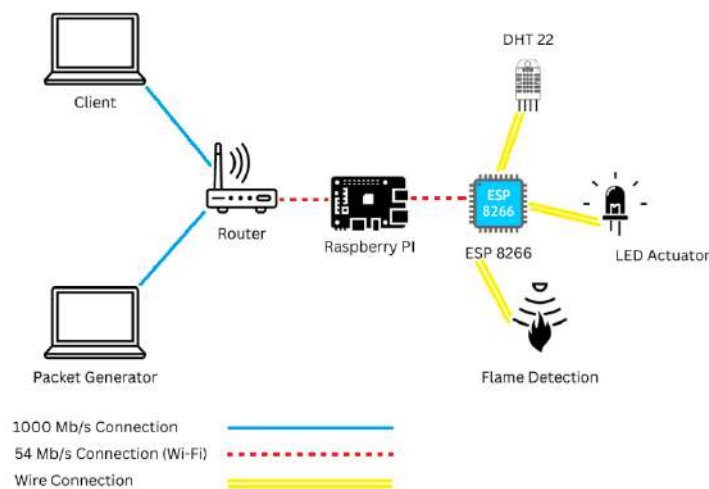 DHT 22
Client
ESP
8266
Router
Raspberry PI
ESP 8266
LED Actuator
Packet Generator
Flame Detection
1000 Mb/s Connection
54 Mb/s Connection (Wi-Fi)
Wire Connection